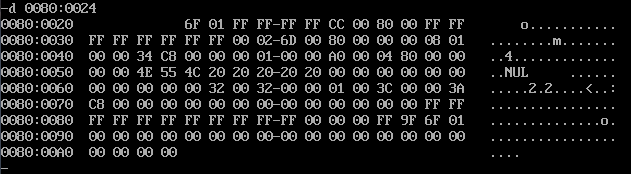 -d 0080:0024
0080:0020              6F 01 FF FF-FF FF CC 00 80 00 FF FF       o...........
0080:0030  FF FF FF FF FF FF 00 02-6D 00 80 00 00 00 08 01   ........m.......
0080:0040  00 00 34 C8 00 00 00 01-00 00 A0 00 04 80 00 00   ..4.............
0080:0050  00 00 4E 55 4C 20 20 20-20 20 00 00 00 00 00 00   ..NUL     ......
0080:0060  00 00 00 00 00 32 00 32-00 00 01 00 3C 00 00 3A   .....2.2....<..:
0080:0070  C8 00 00 00 00 00 00 00-00 00 00 00 00 00 FF FF   ................
0080:0080  FF FF FF FF FF FF FF-FF 00 00 00 00 FF 9F 6F 01   ..............o.
0080:0090  00 00 00 00 00 00 00 00-00 00 00 00 00 00 00 00   ................
0080:00A0  00 00 00 00                                       ....
-